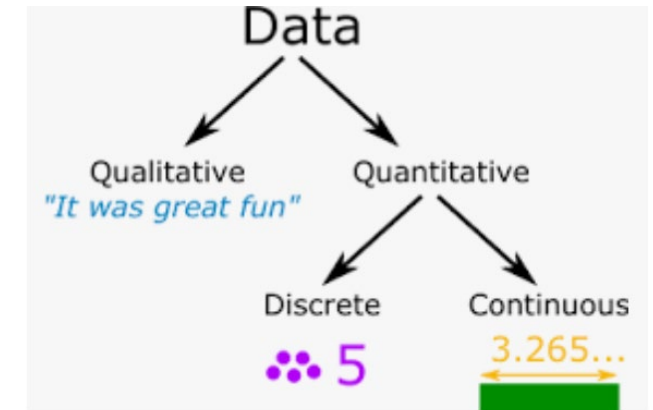 Data
Qualitative Quantitative
"It was great fun"
Discrete Continuous
5 3.265...